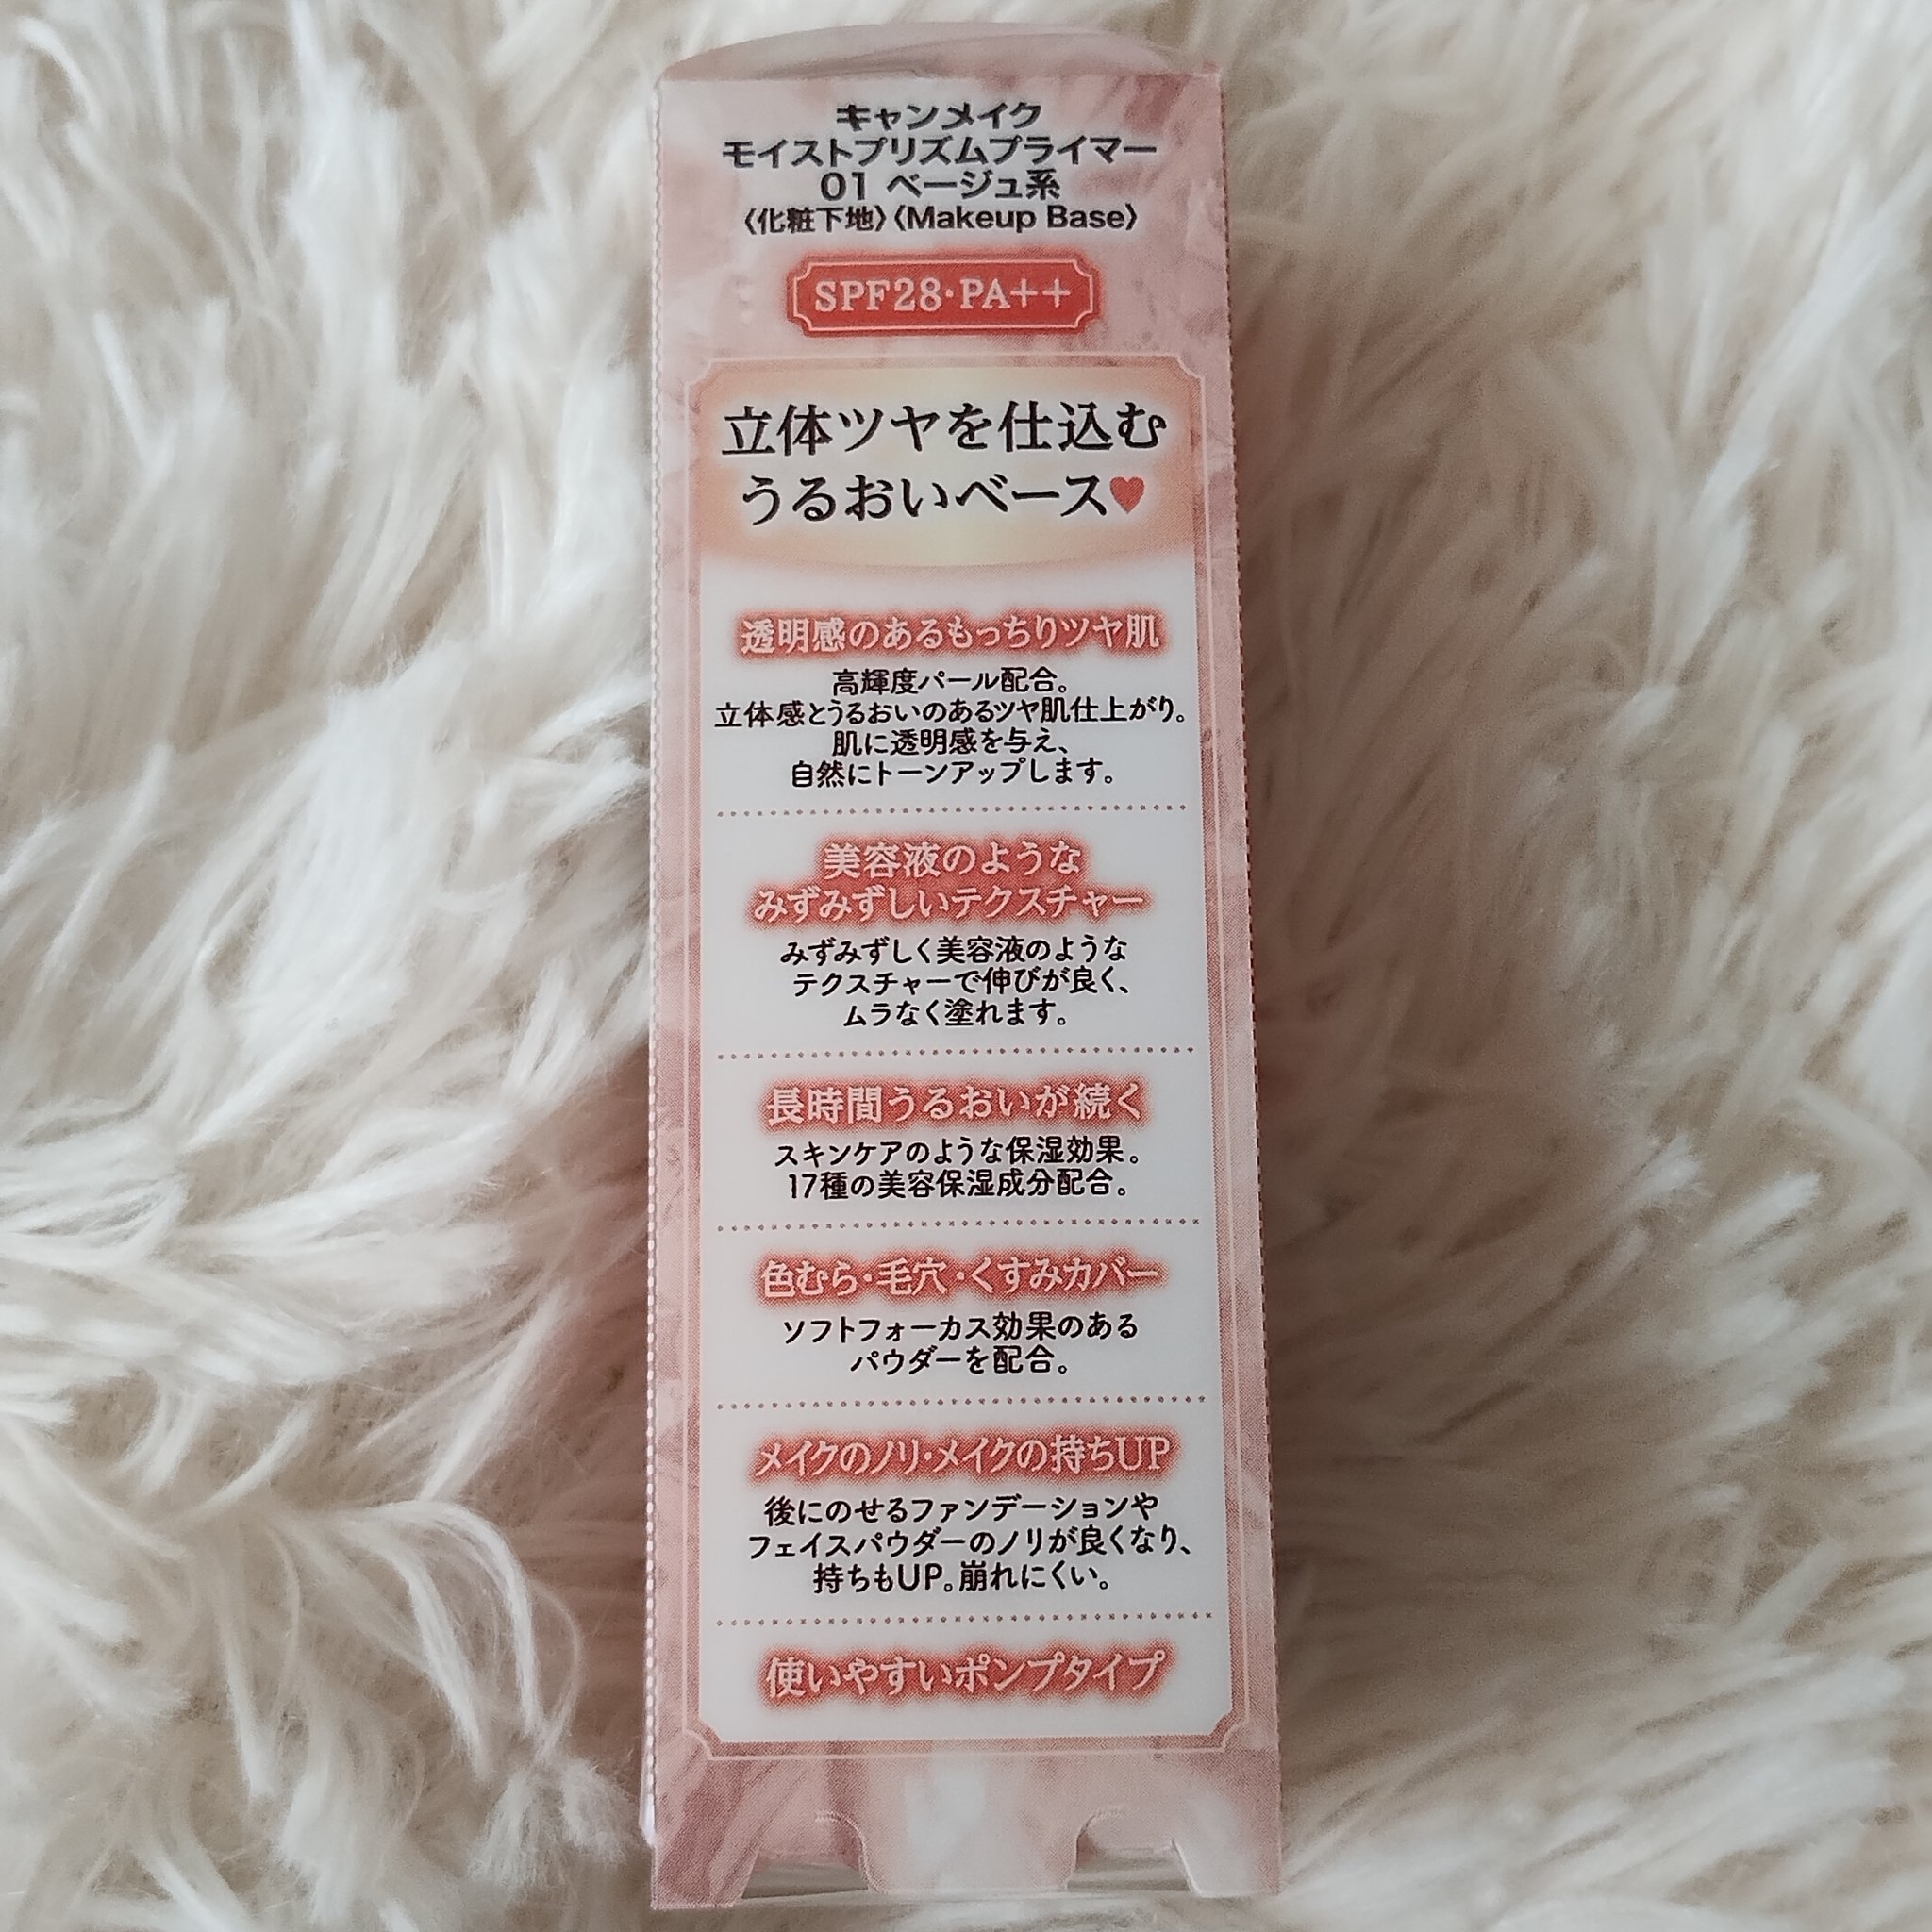 キャンメイク
モイストプリズムプライマー
01 ベージュ系
〈化粧下地〉〈Makeup Base〉
SPF28・PA++
立体ツヤを仕込む
うるおいベース♥
透明感のあるもっちりツヤ肌
高輝度パール配合。
立体感とうるおいのあるツヤ肌仕上がり。
肌に透明感を与え、
自然にトーンアップします。
美容液のような
みずみずしいテクスチャー
みずみずしく美容液のような
テクスチャーで伸びが良く、
ムラなく塗れます。
長時間うるおいが続く
スキンケアのような保湿効果。
17種の美容保湿成分配合。
色むら・毛穴・くすみカバー
ソフトフォーカス効果のある
パウダーを配合。
メイクのノリ・メイクの持ちUP
後にのせるファンデーションや
フェイスパウダーのノリが良くなり、
持ちもUP。崩れにくい。
使いやすいポンプタイプ